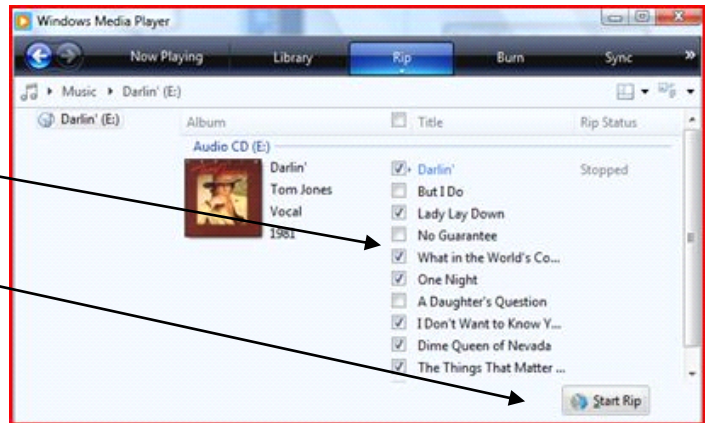 Windows Media Player
Now Playing Library Rip Burn Sync »
Music Darlin' (E:)
Darlin' (E:)
Album Title Rip Status
Audio CD (E:)
Darlin' Darlin' Stopped
Tom Jones But I Do
Vocal Lady Lay Down
1981 No Guarantee
What in the World's Co...
One Night
A Daughter's Question
I Don't Want to Know Y...
Dime Queen of Nevada
The Things That Matter ...
Start Rip